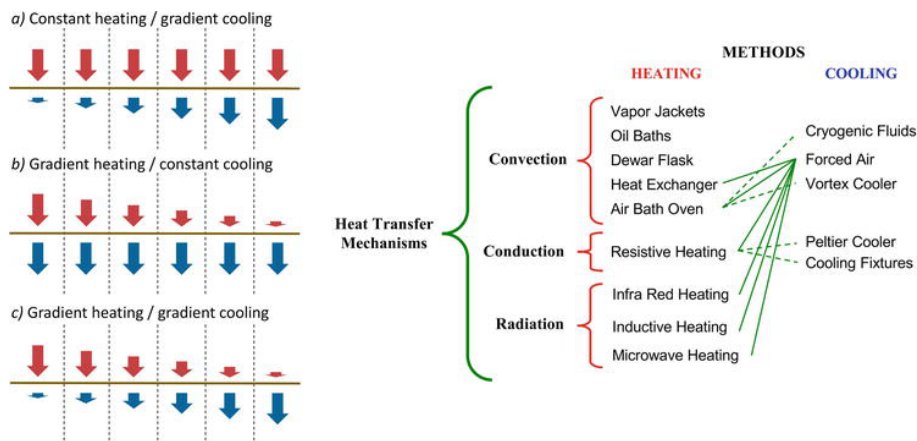 a) Constant heating / gradient cooling
b) Gradient heating / constant cooling
c) Gradient heating / gradient cooling
METHODS
HEATING
COOLING
Heat Transfer
Mechanisms
Convection
Vapor Jackets
Oil Baths
Dewar Flask
Heat Exchanger
Air Bath Oven
Conduction
Resistive Heating
Radiation
Infra Red Heating
Inductive Heating
Microwave Heating
Cryogenic Fluids
Forced Air
Vortex Cooler
Peltier Cooler
Cooling Fixtures